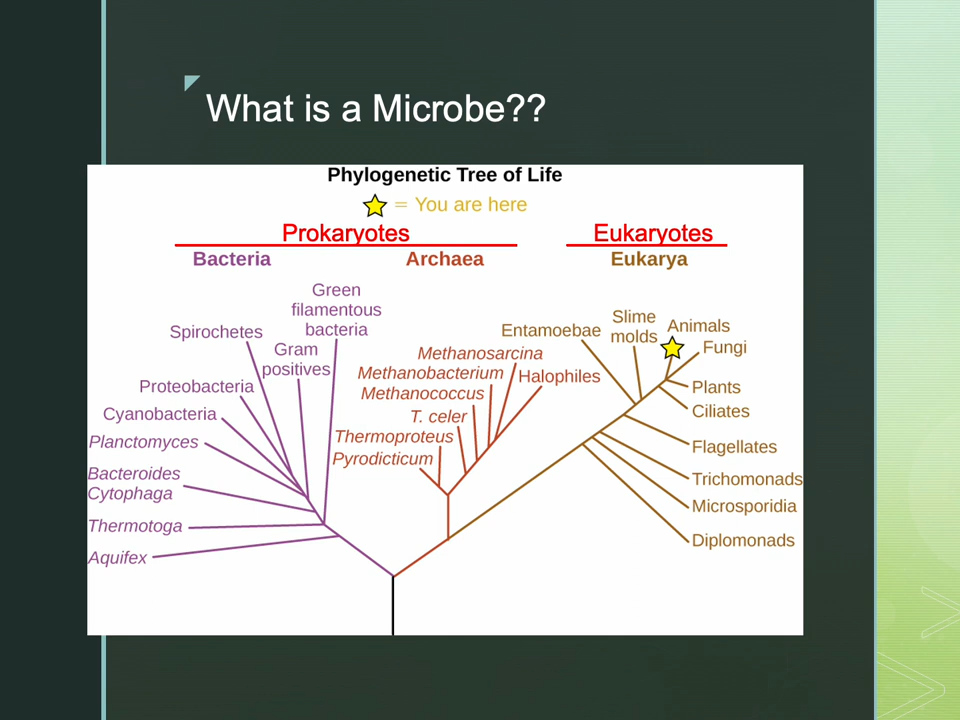 What is a Microbe??
Phylogenetic Tree of Life
= You are here
Prokaryotes
Eukaryotes
Bacteria
Archaea
Eukarya
Green
filamentous
bacteria
Spirochetes
Gram
positives
Proteobacteria
Cyanobacteria
Planctomyces
Bacteroides
Cytophaga
Thermotoga
Aquifex
Methanosarcina
Methanobacterium
Halophiles
Methanococcus
T. celer
Thermoproteus
Pyrodicticum
Entamoebae
Slime
molds
Animals
Fungi
Plants
Ciliates
Flagellates
Trichomonads
Microsporidia
Diplomonads